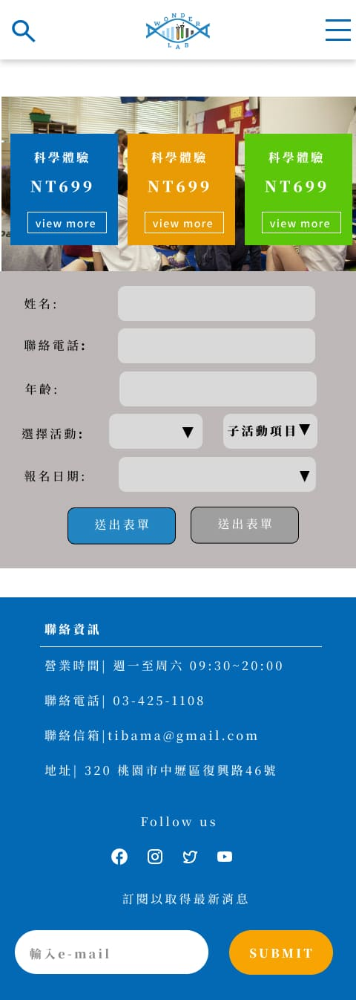 WONDER
LAB
科學體驗
NT699
view more
科學體驗
NT699
view more
科學體驗
NT699
view more
姓名:
聯絡電話:
年齡:
選擇活動:
▼
子活動項目▼
報名日期:
▼
送出表單
送出表單
聯絡資訊
營業時間| 週一至周六 09:30~20:00
聯絡電話| 03-425-1108
聯絡信箱|tibama@gmail.com
地址| 320 桃園市中壢區復興路46號
Follow us
訂閱以取得最新消息
輸入e-mail
SUBMIT